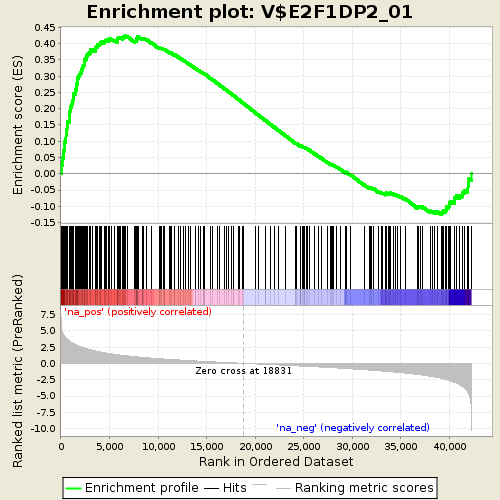 Enrichment plot: V$E2F1DP2_01
Enrichment score (ES)
0.45
0.40
0.35
0.30
0.25
0.20
0.15
0.10
0.05
0.00
-0.05
-0.10
-0.15
'na_pos' (positively correlated)
Ranked list metric (PreRanked)
7.5
5.0
2.5
0.0
-2.5
-5.0
-7.5
-10.0
Zero cross at 18831
'na_neg' (negatively correlated)
0 5,000 10,000 15,000 20,000 25,000 30,000 35,000 40,000
Rank in Ordered Dataset
Enrichment profile Hits Ranking metric scores